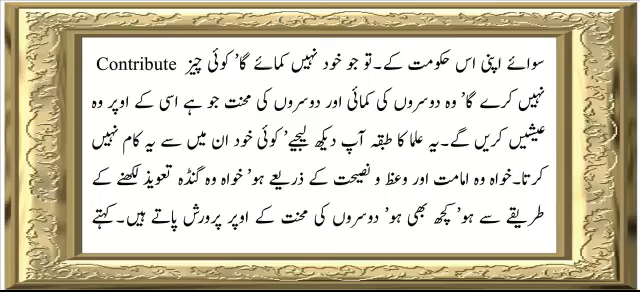 سوائے اپنی اس حکومت کے۔ تو جو خود نہیں کمائے گا’ کوئی چیز Contribute
نہیں کرے گا’ وہ دوسروں کی کمائی اور دوسروں کی محنت جو ہے اسی کے اوپر وہ
عیشیں کریں گے۔ یہ علما کا طبقہ آپ دیکھ لیجیے’ کوئی خود ان میں سے یہ کام نہیں
کرتا۔ خواہ وہ امامت اور وعظ و نصیحت کے ذریعے ہو’ خواہ وہ گنڈہ تعویذ لکھنے کے
طریقے سے ہو’ کچھ بھی ہو’ دوسروں کی محنت کے اوپر پرورش پاتے ہیں۔ کہتے